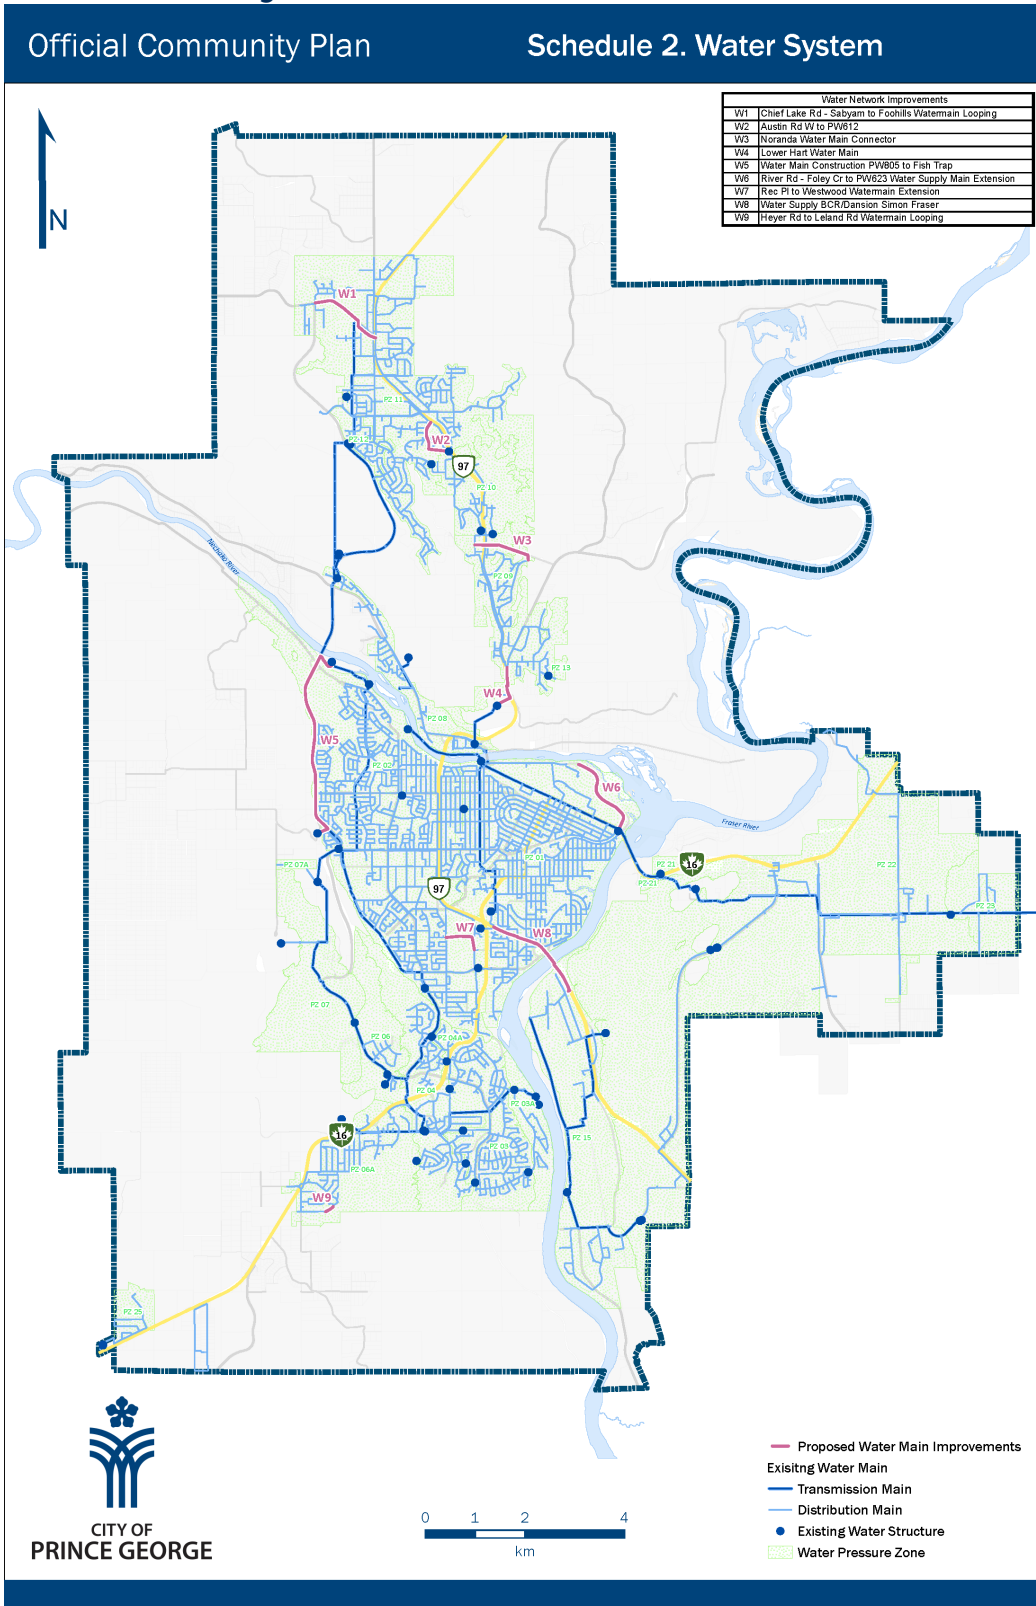 Official Community Plan
Schedule 2. Water System
Water Network Improvements
W1 Chief Lake Rd - Sabyam to Foohills Watermain Looping
W2 Austin Rd W to PW612
W3 Noranda Water Main Connector
W4 Lower Hart Water Main
W5 Water Main Construction PW805 to Fish Trap
W6 River Rd - Foley Cr to PW623 Water Supply Main Extension
W7 Rec Pl to Westwood Watermain Extension
W8 Water Supply BCR/Dansion Simon Fraser
W9 Heyer Rd to Leland Rd Watermain Looping
N
W1
PZ 11
PZ 12
W2
97
PZ 10
W3
Nechako River
PZ 09
PZ 13
W4
PZ 08
W5
PZ 02
W6
Fraser River
PZ 01
PZ 07A
PZ 21
16
PZ 22
PZ 21
97
PZ 23
W7
W8
PZ 07
PZ 06
PZ 04A
PZ 04
PZ 03A
16
PZ 15
PZ 03
PZ 06A
W9
PZ 25
CITY OF
PRINCE GEORGE
0 1 2 4
km
Proposed Water Main Improvements
Exisitng Water Main
Transmission Main
Distribution Main
Existing Water Structure
Water Pressure Zone